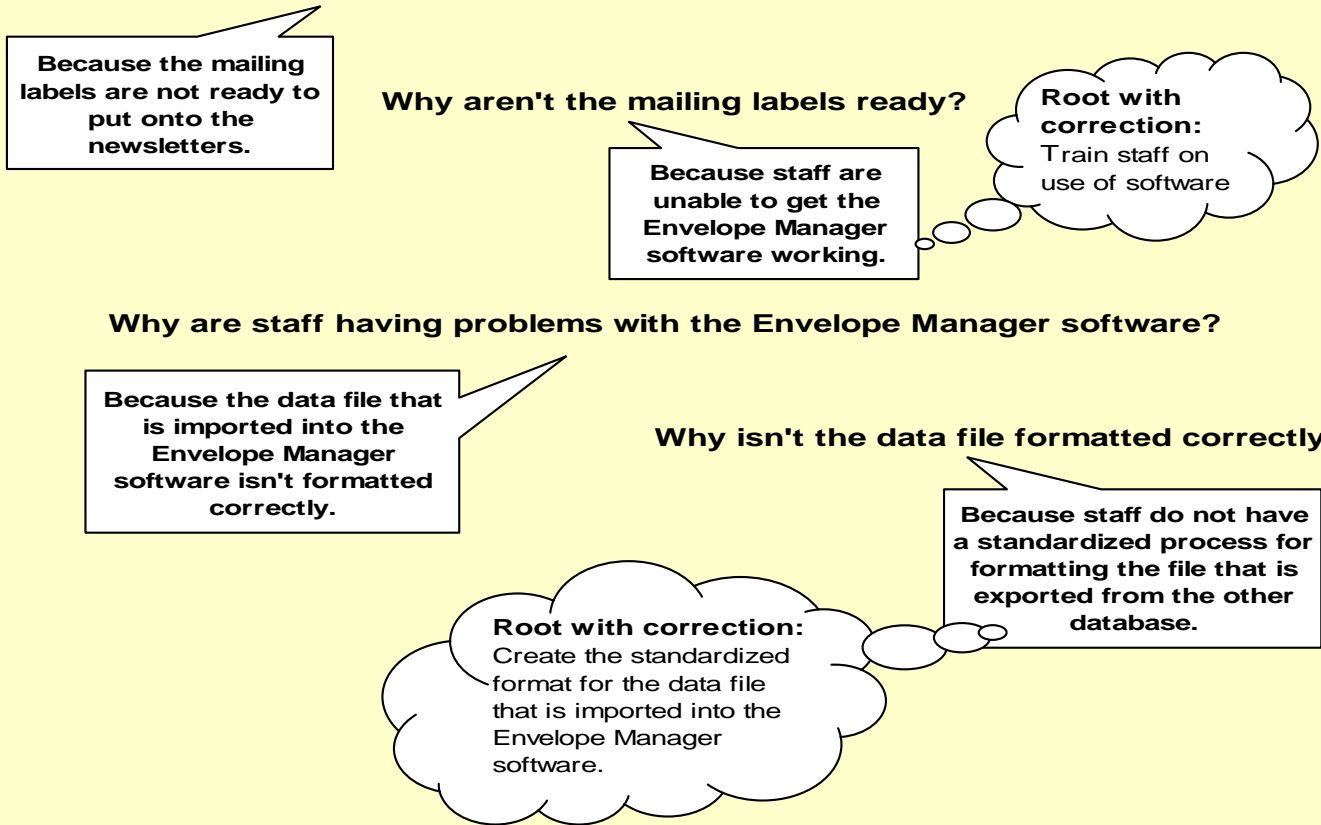 Because the mailing
labels are not ready to
put onto the
newsletters.
Why aren't the mailing labels ready?
Root with
correction:
Train staff on
use of software
Because staff are
unable to get the
Envelope Manager
software working.
Why are staff having problems with the Envelope Manager software?
Because the data file that
is imported into the
Envelope Manager
software isn't formatted
correctly.
Why isn't the data file formatted correctly
Because staff do not have
a standardized process for
formatting the file that is
exported from the other
database.
Root with correction:
Create the standardized
format for the data file
that is imported into the
Envelope Manager
software.